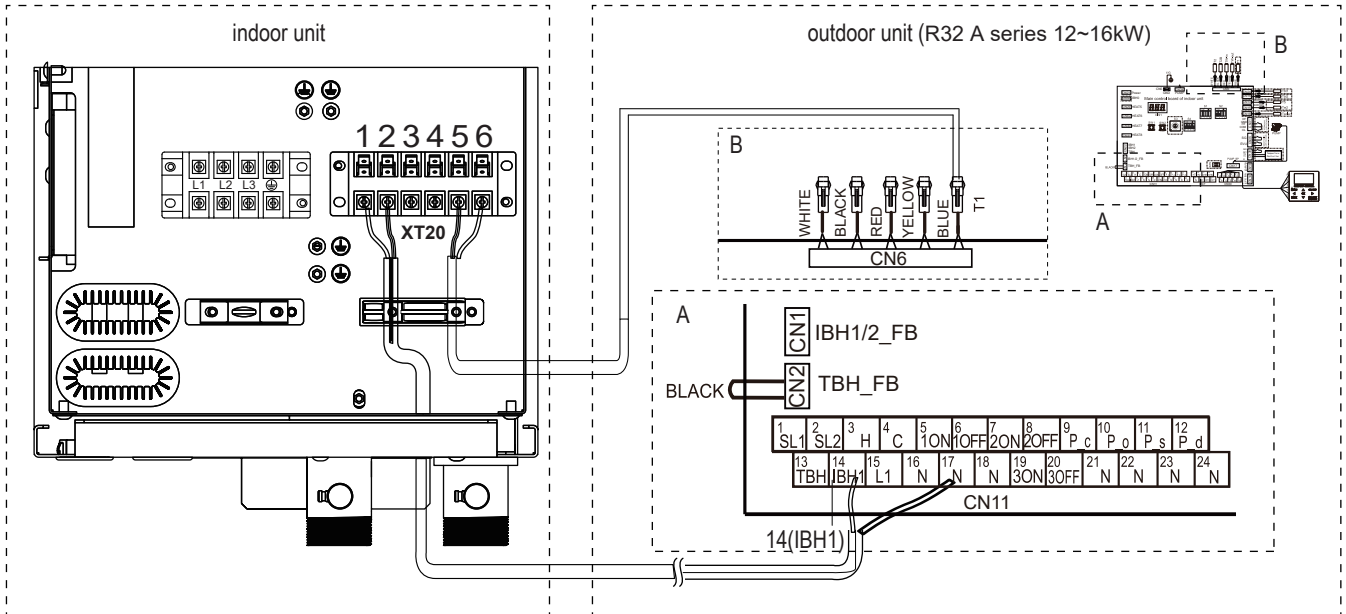 indoor unit
1 2 3 4 5 6
L1 L2 L3
XT20
outdoor unit (R32 A series 12~16kW)
B
A
B
WHITE
BLACK
RED
YELLOW
BLUE
T1
CN6
A
CN1 IBH1/2_FB
BLACK CN2 TBH_FB
1 SL1 2 SL2 3 H 4 C 5 1ON 6 1OFF 7 2ON 8 2OFF 9 P_c 10 P_o 11 P_s 12 P_d
13 TBH 14 IBH1 15 L1 16 N 17 N 18 N 19 3ON 20 3OFF 21 N 22 N 23 N 24 N
CN11
14(IBH1)